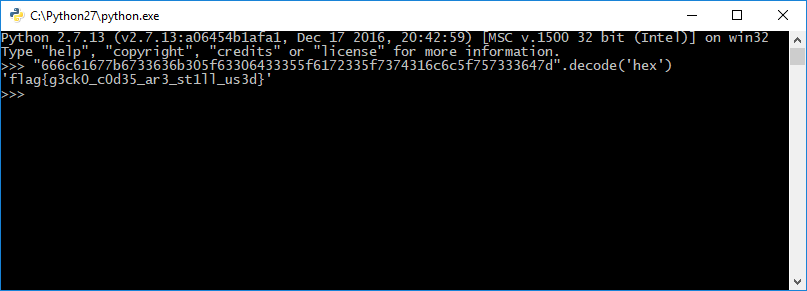 C:\Python27\python.exe
Python 2.7.13 (v2.7.13:a06454b1afa1, Dec 17 2016, 20:42:59) [MSC v.1500 32 bit (Intel)] on win32
Type "help", "copyright", "credits" or "license" for more information.
>>> "666c61677b6733636b305f63306433355f6172335f7374316c6c5f757333647d".decode('hex')
'flag{g3ck0_c0d35_ar3_st1ll_us3d}'
>>>